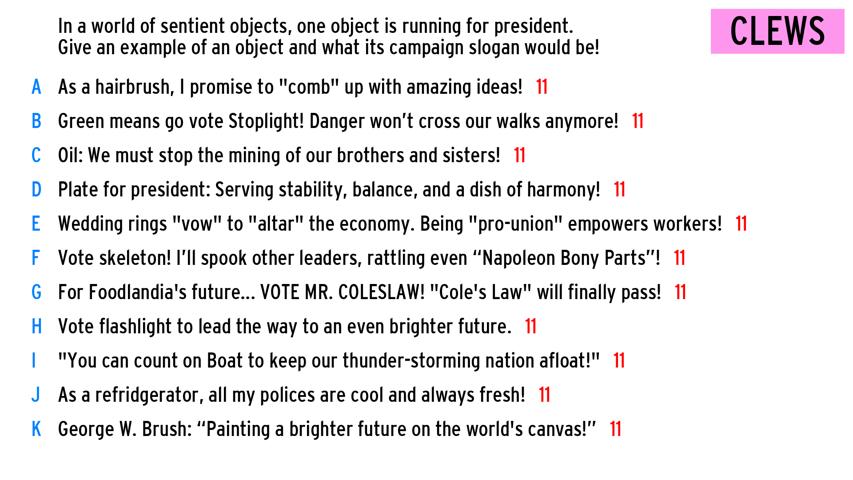 In a world of sentient objects, one object is running for president.
Give an example of an object and what its campaign slogan would be!
CLEWS
A As a hairbrush, I promise to "comb" up with amazing ideas! 11
B Green means go vote Stoplight! Danger won’t cross our walks anymore! 11
C Oil: We must stop the mining of our brothers and sisters! 11
D Plate for president: Serving stability, balance, and a dish of harmony! 11
E Wedding rings "vow" to "altar" the economy. Being "pro-union" empowers workers! 11
F Vote skeleton! I’ll spook other leaders, rattling even “Napoleon Bony Parts”! 11
G For Foodlandia's future... VOTE MR. COLESLAW! "Cole's Law" will finally pass! 11
H Vote flashlight to lead the way to an even brighter future. 11
I "You can count on Boat to keep our thunder-storming nation afloat!" 11
J As a refridgerator, all my polices are cool and always fresh! 11
K George W. Brush: “Painting a brighter future on the world's canvas!” 11